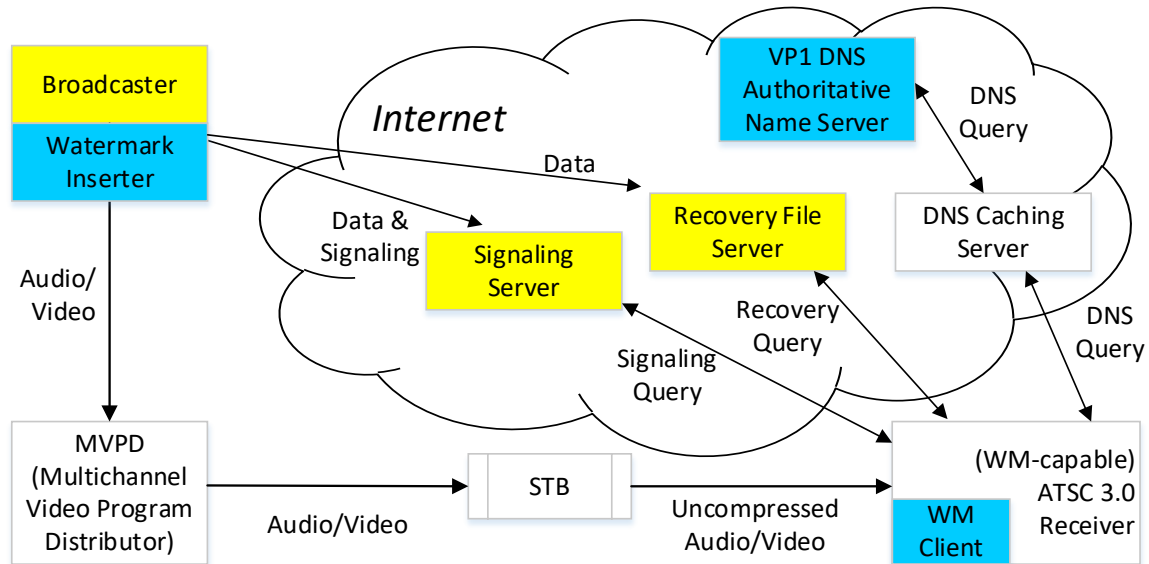 Broadcaster
Watermark
Inserter
Internet
VP1 DNS
Authoritative
Name Server
DNS
Query
Data
Data &
Signaling
Recovery File
Server
DNS Caching
Server
Signaling
Server
Audio/
Video
Recovery
Query
DNS
Query
Signaling
Query
MVPD
(Multichannel
Video Program
Distributor)
Audio/Video
STB
Uncompressed
Audio/Video
(WM-capable)
ATSC 3.0
Receiver
WM
Client